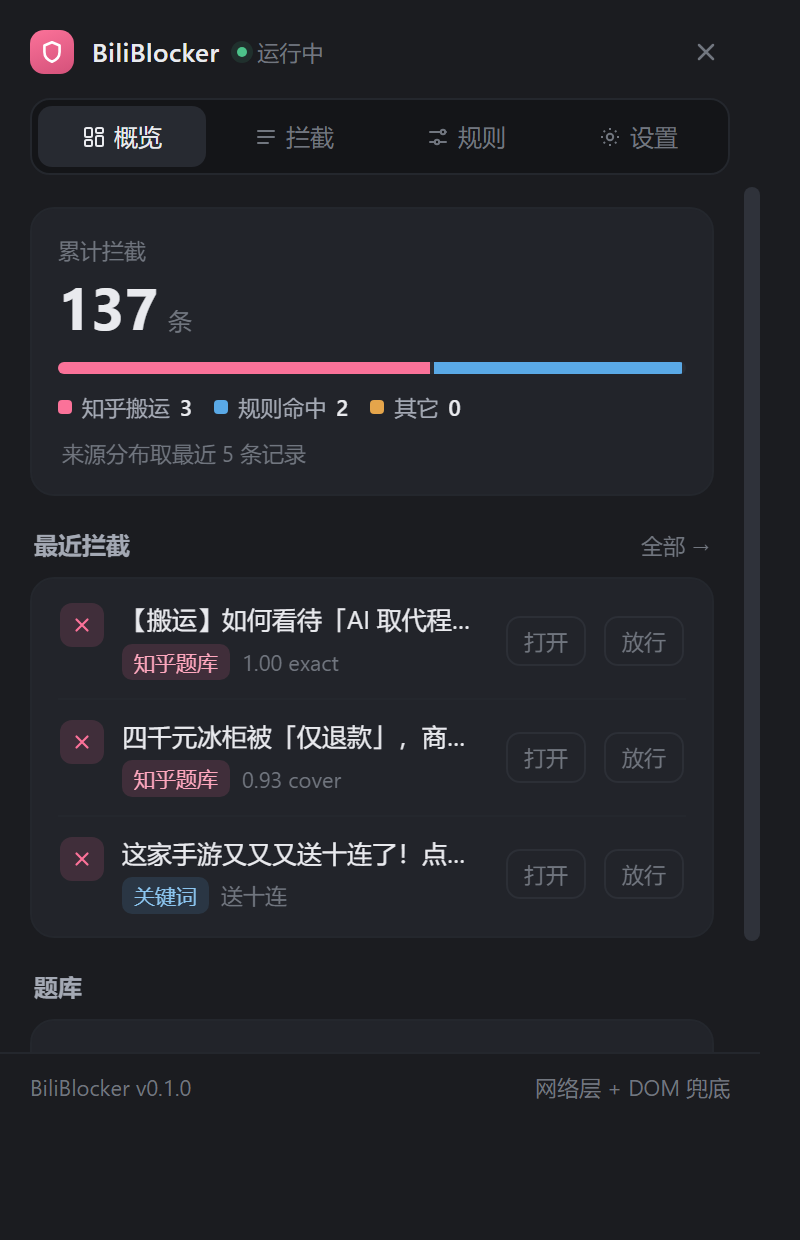 BiliBlocker 运行中
概览 拦截 规则 设置
累计拦截
137 条
知乎搬运 3 规则命中 2 其它 0
来源分布取最近 5 条记录
最近拦截 全部 →
【搬运】如何看待「AI 取代程... 打开 放行
知乎题库 1.00 exact
四千元冰柜被「仅退款」，商... 打开 放行
知乎题库 0.93 cover
这家手游又又又送十连了！点... 打开 放行
关键词 送十连
题库
BiliBlocker v0.1.0 网络层 + DOM 兜底